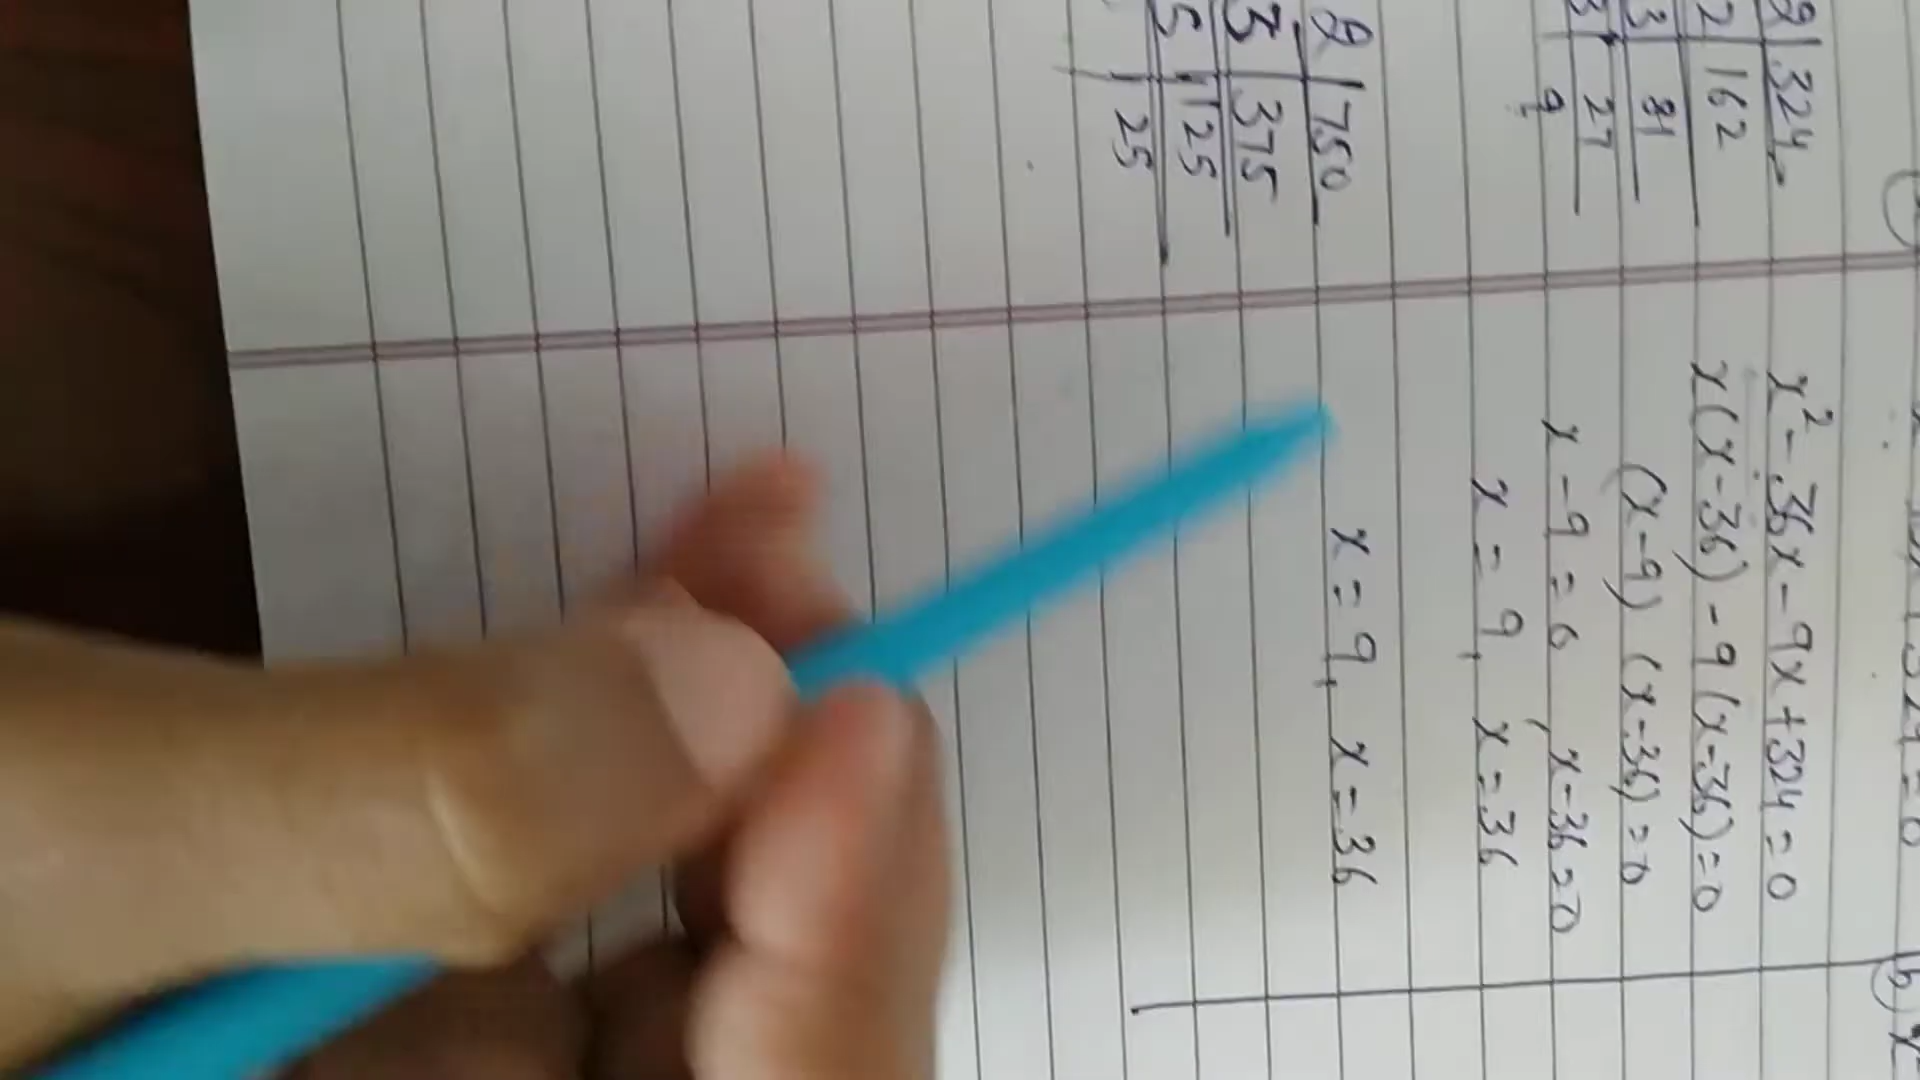 x² - 36x - 9x + 324 = 0
x(x - 36) - 9(x - 36) = 0
(x - 9) (x - 36) = 0
x - 9 = 0, x - 36 = 0
x = 9, x = 36
x = 9, x = 36
b)
2|324
2|162
3|81
3|27
9
2|750
3|375
5|125
25